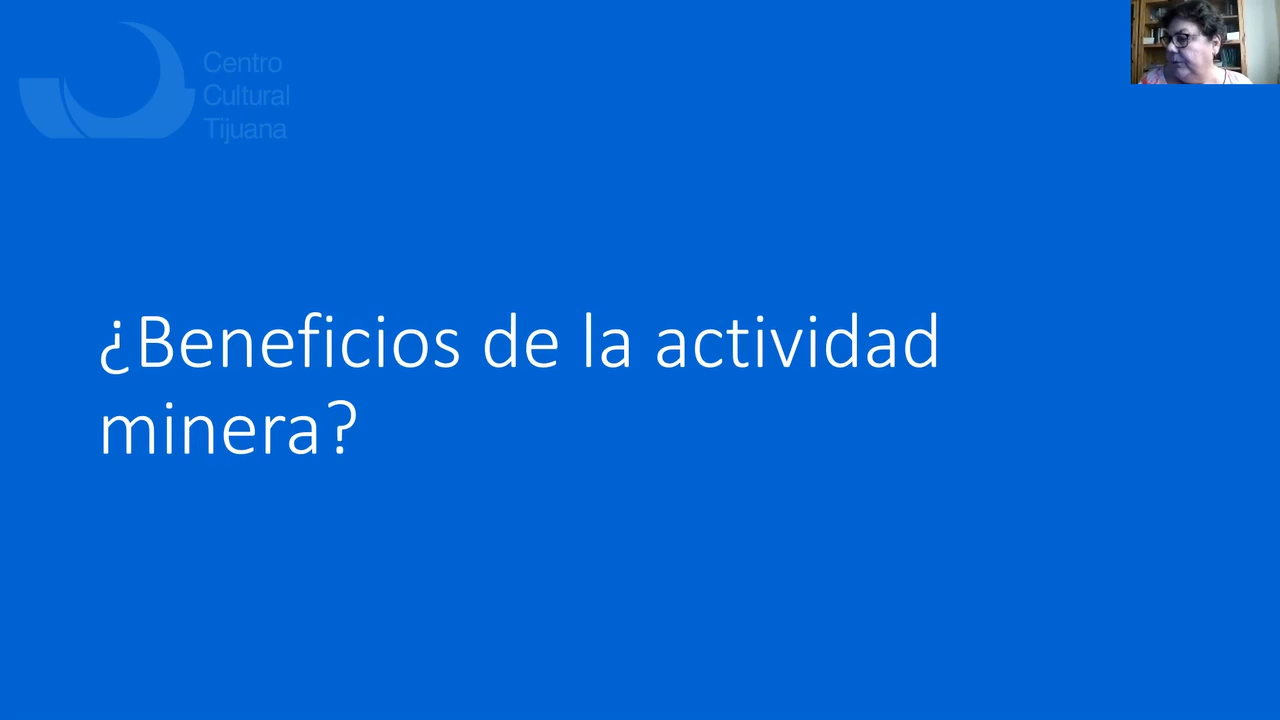 Centro
Cultural
Tijuana
¿Beneficios de la actividad
minera?